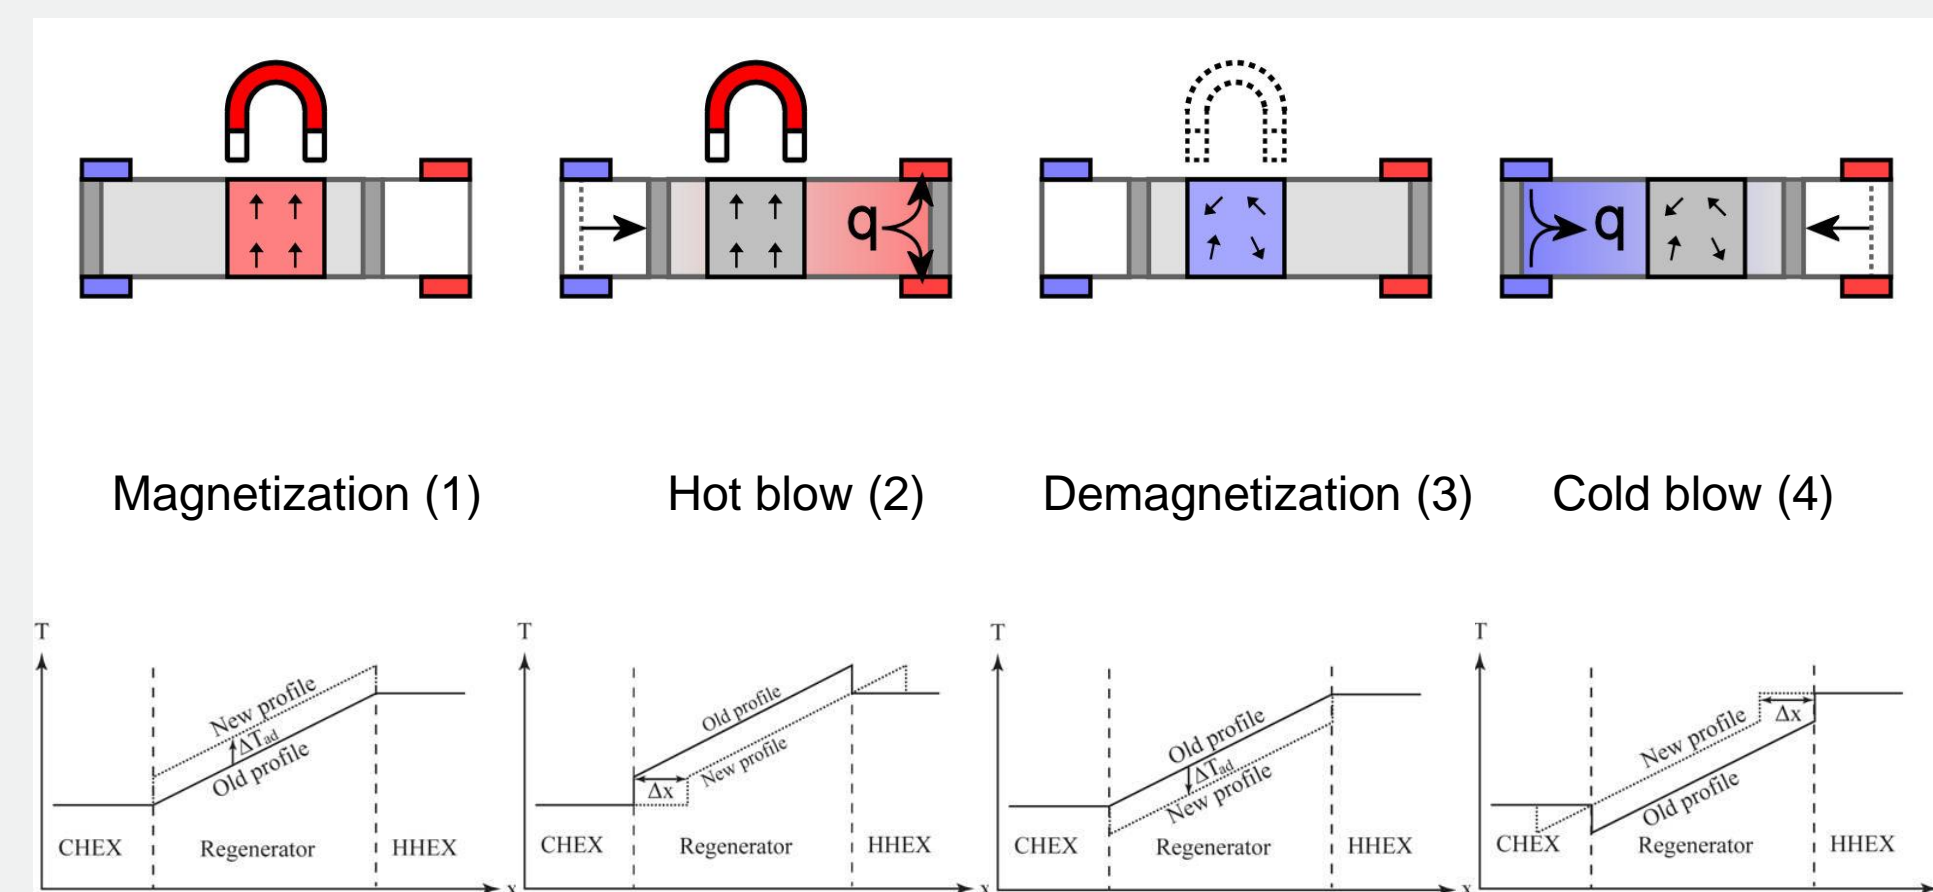 q
q
Magnetization (1)
Hot blow (2)
Demagnetization (3)
Cold blow (4)
T
New profile
ΔTad
Old profile
CHEX
Regenerator
HHEX
x
T
Old profile
New profile
Δx
CHEX
Regenerator
HHEX
x
T
Old profile
ΔTad
New profile
CHEX
Regenerator
HHEX
x
T
New profile
Δx
Old profile
CHEX
Regenerator
HHEX